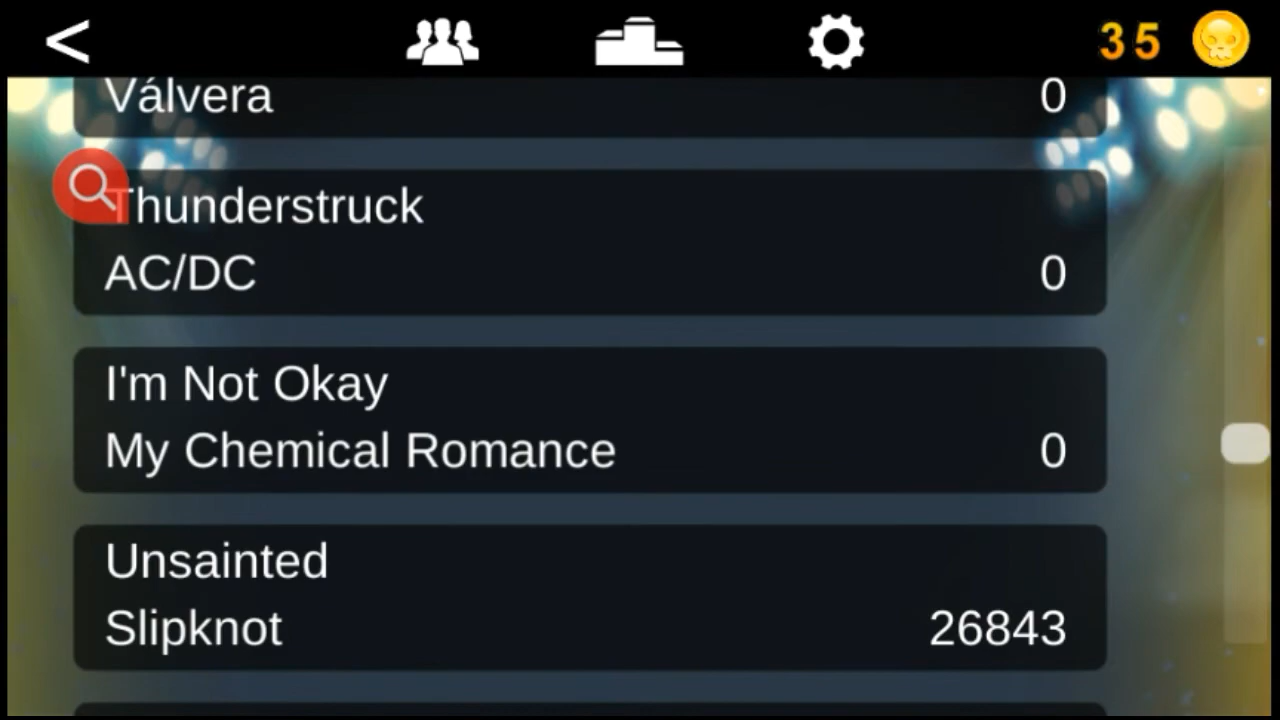 <
35
Válvera
0
Thunderstruck
AC/DC
0
I'm Not Okay
My Chemical Romance
0
Unsainted
Slipknot
26843